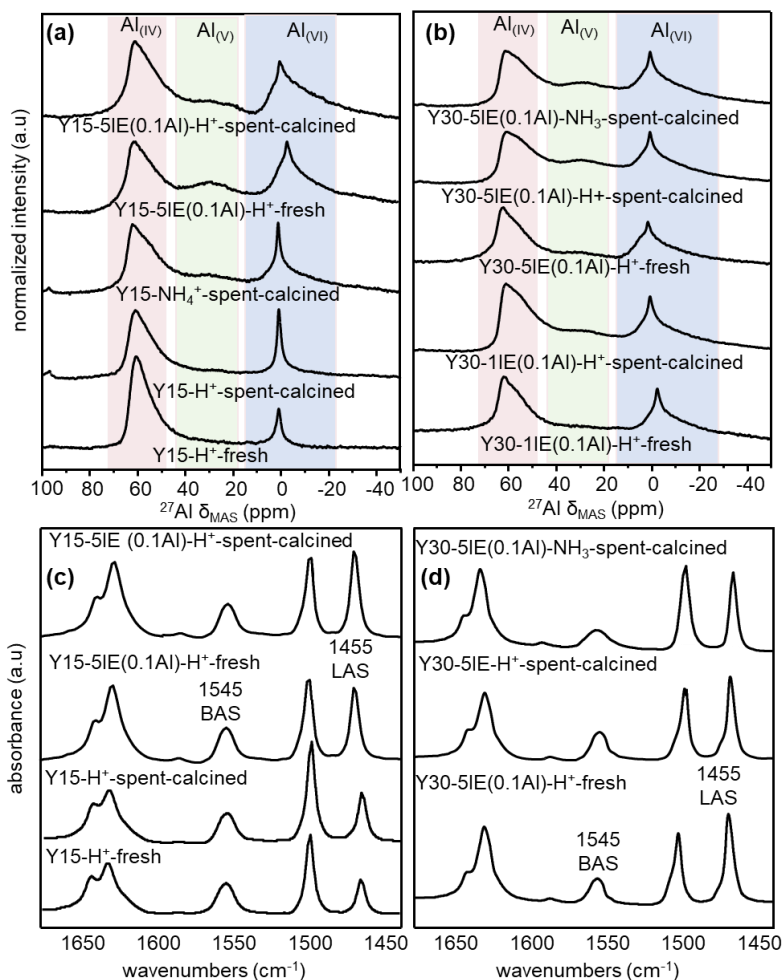 (a)
Al(IV)
Al(V)
Al(VI)
Y15-5IE(0.1Al)-H⁺-spent-calcined
Y15-5IE(0.1Al)-H⁺-fresh
Y15-NH₄⁺-spent-calcined
Y15-H⁺-spent-calcined
Y15-H⁺-fresh
normalized intensity (a.u)
100 80 60 40 20 0 -20 -40
²⁷Al δMAS (ppm)
(b)
Al(IV)
Al(V)
Al(VI)
Y30-5IE(0.1Al)-NH₃-spent-calcined
Y30-5IE(0.1Al)-H+-spent-calcined
Y30-5IE(0.1Al)-H⁺-fresh
Y30-1IE(0.1Al)-H⁺-spent-calcined
Y30-1IE(0.1Al)-H⁺-fresh
100 80 60 40 20 0 -20 -40
²⁷Al δMAS (ppm)
Y15-5IE (0.1Al)-H⁺-spent-calcined
(c)
Y15-5IE(0.1Al)-H⁺-fresh
1455
LAS
1545
BAS
Y15-H⁺-spent-calcined
Y15-H⁺-fresh
absorbance (a.u)
1650 1600 1550 1500 1450
wavenumbers (cm⁻¹)
Y30-5IE(0.1Al)-NH₃-spent-calcined
(d)
Y30-5IE-H⁺-spent-calcined
Y30-5IE(0.1Al)-H⁺-fresh
1455
LAS
1545
BAS
1650 1600 1550 1500 1450
wavenumbers (cm⁻¹)